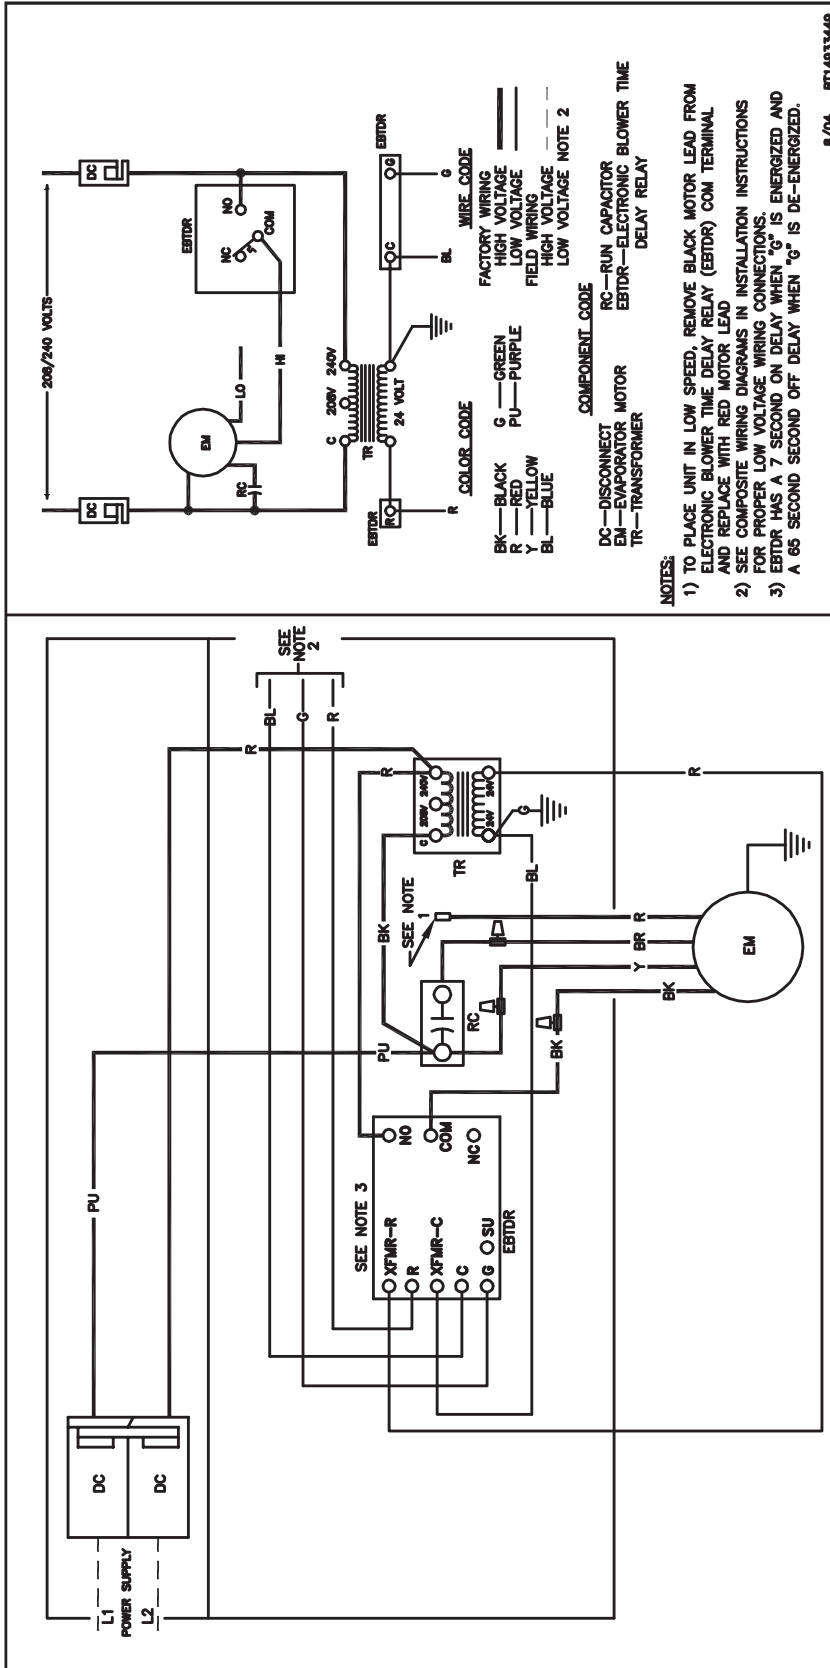 L1
POWER SUPPLY
L2
DC
DC
PU
PU
R
BK
R
BL
G
R
SEE
NOTE
2
SEE NOTE 3
XFMR-R
R
XFMR-C
C
G
SU
NO
COM
NC
EBTDR
RC
SEE NOTE
1
C
208V
240V
24V
24V
TR
G
BL
R
BK
BK
Y
BR
R
EM
208/240 VOLTS
DC
DC
EM
RC
LO
HI
EBTDR
NC
NO
COM
C
208V
240V
TR
24 VOLT
EBTDR
R
R
EBTDR
C
G
BL
G
COLOR CODE
BK—BLACK
R —RED
Y —YELLOW
BL—BLUE
G —GREEN
PU—PURPLE
WIRE CODE
FACTORY WIRING
HIGH VOLTAGE
LOW VOLTAGE
FIELD WIRING
HIGH VOLTAGE
LOW VOLTAGE NOTE 2
COMPONENT CODE
DC—DISCONNECT
EM—EVAPORATOR MOTOR
TR—TRANSFORMER
RC—RUN CAPACITOR
EBTDR—ELECTRONIC BLOWER TIME
DELAY RELAY
NOTES:
1) TO PLACE UNIT IN LOW SPEED, REMOVE BLACK MOTOR LEAD FROM
ELECTRONIC BLOWER TIME DELAY RELAY (EBTDR) COM TERMINAL
AND REPLACE WITH RED MOTOR LEAD
2) SEE COMPOSITE WIRING DIAGRAMS IN INSTALLATION INSTRUCTIONS
FOR PROPER LOW VOLTAGE WIRING CONNECTIONS.
3) EBTDR HAS A 7 SECOND ON DELAY WHEN "G" IS ENERGIZED AND
A 65 SECOND SECOND OFF DELAY WHEN "G" IS DE-ENERGIZED.